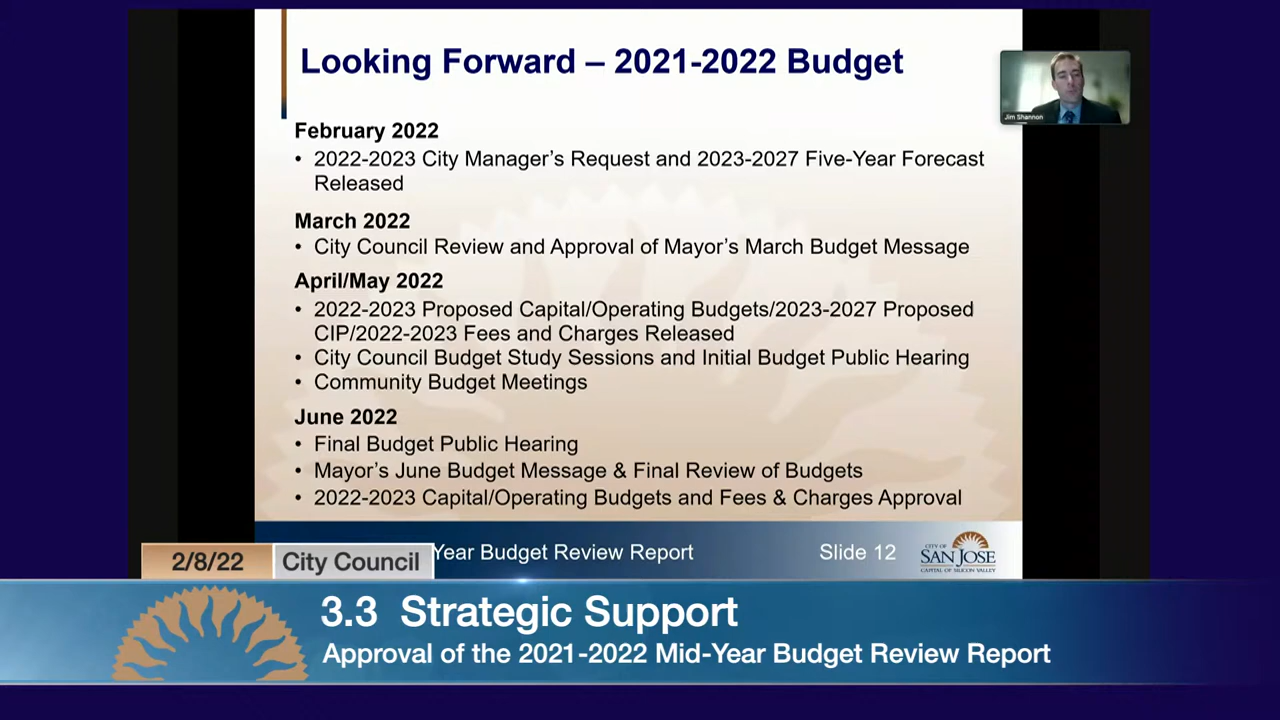 Looking Forward – 2021-2022 Budget
Jim Shannon
February 2022
• 2022-2023 City Manager's Request and 2023-2027 Five-Year Forecast
Released
March 2022
• City Council Review and Approval of Mayor's March Budget Message
April/May 2022
• 2022-2023 Proposed Capital/Operating Budgets/2023-2027 Proposed
CIP/2022-2023 Fees and Charges Released
• City Council Budget Study Sessions and Initial Budget Public Hearing
• Community Budget Meetings
June 2022
• Final Budget Public Hearing
• Mayor's June Budget Message & Final Review of Budgets
• 2022-2023 Capital/Operating Budgets and Fees & Charges Approval
Year Budget Review Report
Slide 12
CITY OF
SAN JOSE
CAPITAL OF SILICON VALLEY
2/8/22
City Council
3.3 Strategic Support
Approval of the 2021-2022 Mid-Year Budget Review Report